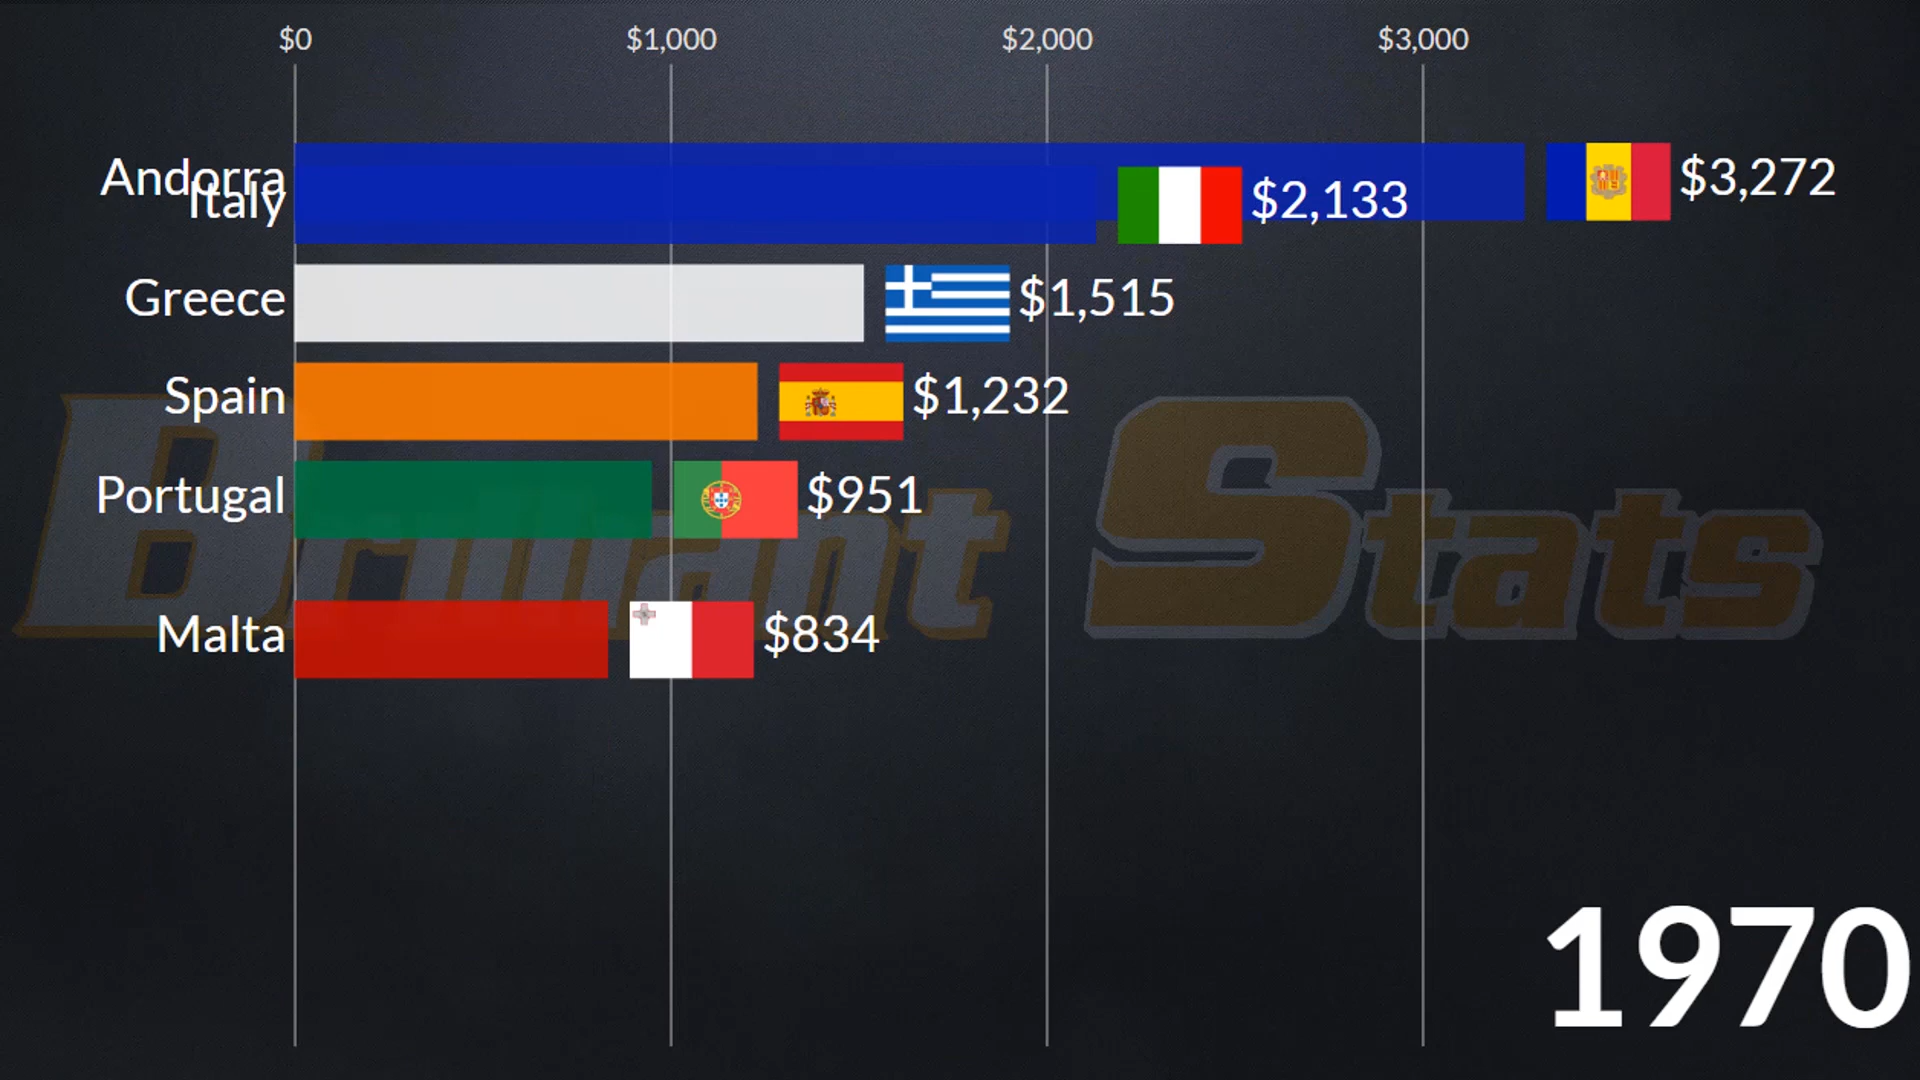 $0 $1,000 $2,000 $3,000
Andorra $3,272
Italy $2,133
Greece $1,515
Spain $1,232
Portugal $951
Brilliant Stats
Malta $834
1970